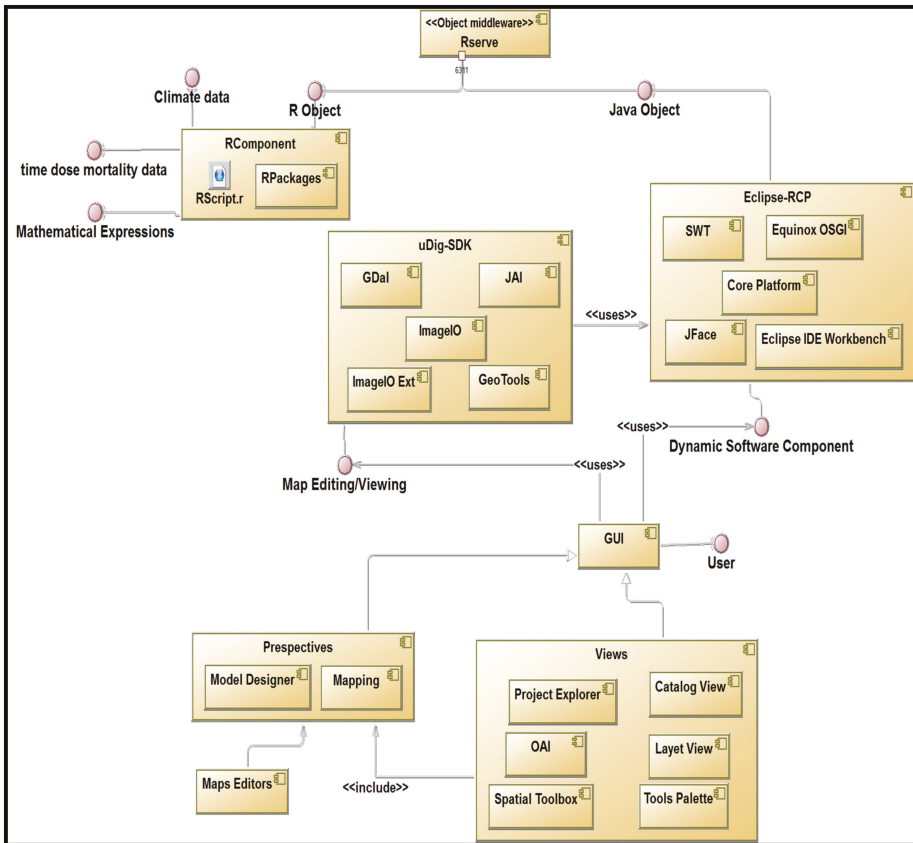 <<Object middleware>>
Rserve
6311
Climate data
R Object
Java Object
time dose mortality data
RComponent
RScript.r
RPackages
Mathematical Expressions
Eclipse-RCP
SWT
Equinox OSGI
Core Platform
JFace
Eclipse IDE Workbench
uDig-SDK
GDal
JAI
ImageIO
ImageIO Ext
GeoTools
<<uses>>
<<uses>>
Dynamic Software Component
<<uses>>
Map Editing/Viewing
GUI
User
Prespectives
Model Designer
Mapping
Views
Project Explorer
Catalog View
OAI
Layet View
Spatial Toolbox
Tools Palette
Maps Editors
<<include>>